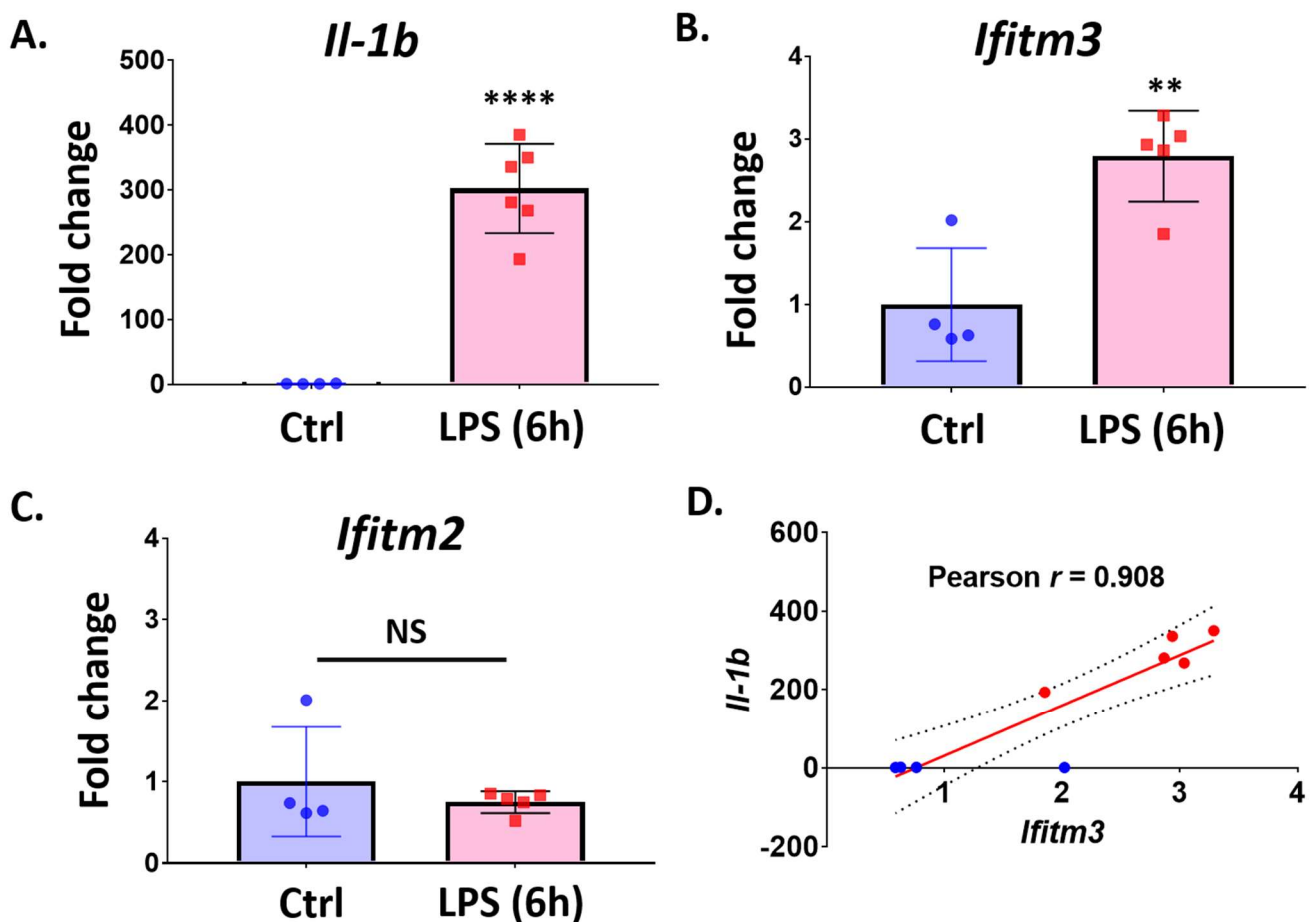 A.
Il-1b
Fold change
500
400
300
200
100
0
****
Ctrl
LPS (6h)
B.
Ifitm3
Fold change
4
3
2
1
0
**
Ctrl
LPS (6h)
C.
Ifitm2
Fold change
4
3
2
1
0
NS
Ctrl
LPS (6h)
D.
Pearson r = 0.908
Il-1b
600
400
200
0
-200
1
2
3
4
Ifitm3